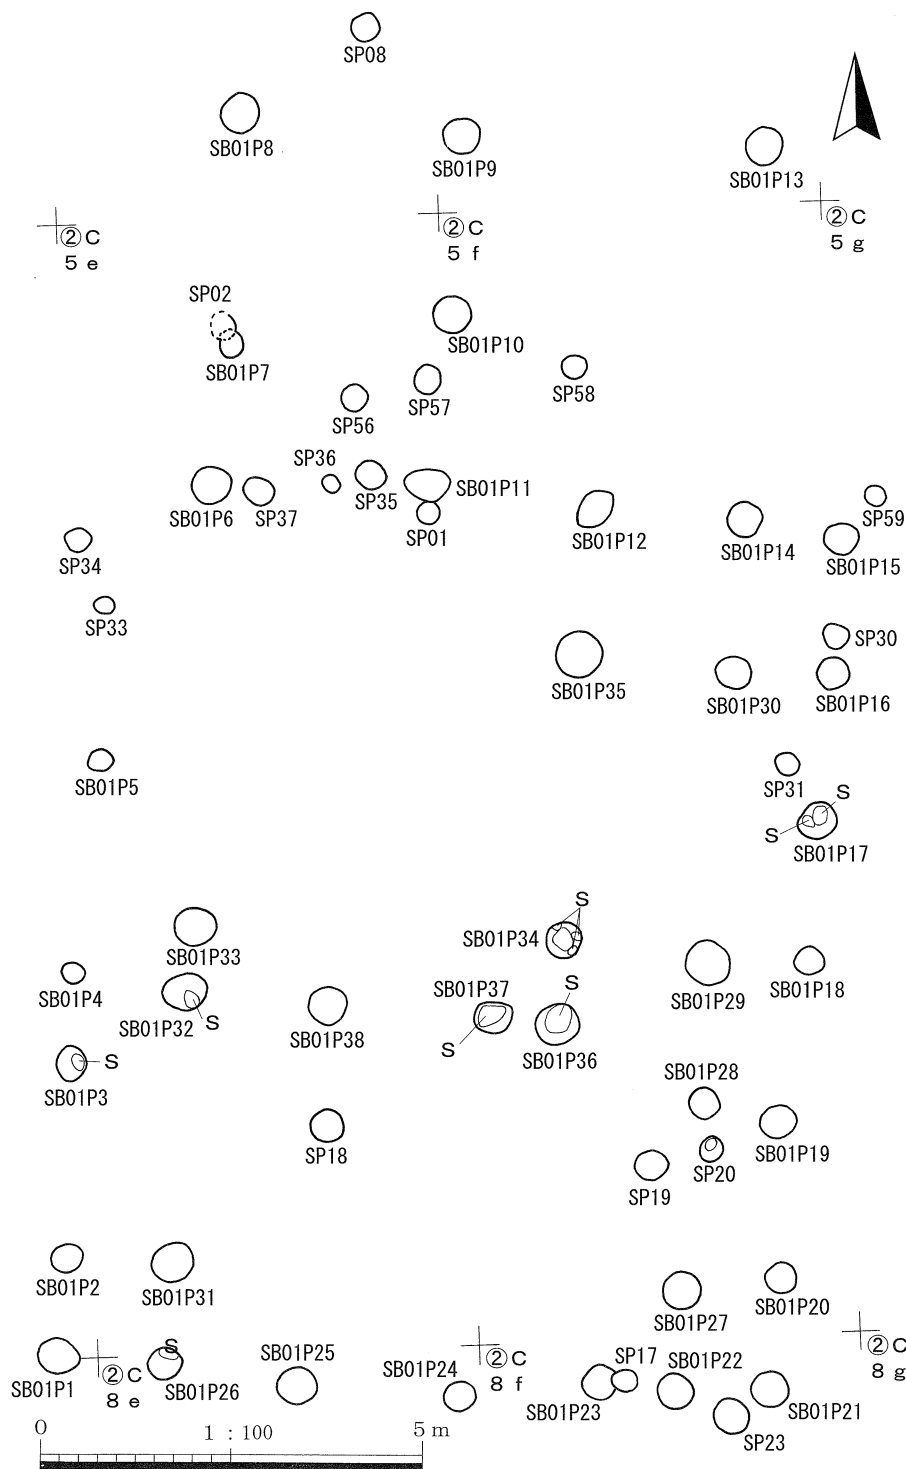 SP08
SB01P8
SB01P9
SB01P13
②C
5 e
②C
5 f
②C
5 g
SP02
SB01P7
SB01P10
SP57
SP56
SP58
SP36
SB01P6
SP37
SP35
SB01P11
SP01
SB01P12
SB01P14
SP59
SB01P15
SP34
SP33
SP30
SB01P35
SB01P30
SB01P16
SB01P5
SP31
S
S
SB01P17
SB01P33
S
SB01P34
SB01P4
SB01P32
S
SB01P38
SB01P37
S
S
SB01P36
SB01P29
SB01P18
S
SB01P3
SB01P28
SP18
SP19
SP20
SB01P19
SB01P2
SB01P31
SB01P27
SB01P20
SB01P1
②C
8 e
S
SB01P26
SB01P25
SB01P24
②C
8 f
SP17
SB01P23
SB01P22
SP23
SB01P21
②C
8 g
0
1 : 100
5 m